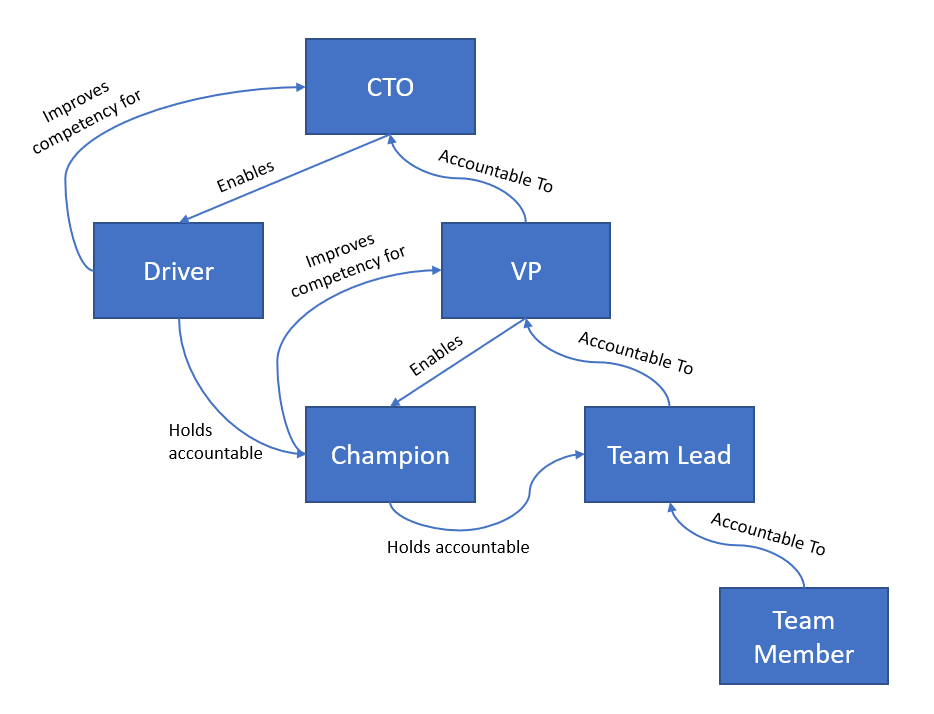 CTO
Improves
competency for
Enables
Accountable To
Driver
VP
Improves
competency for
Enables
Accountable To
Holds
accountable
Champion
Team Lead
Holds accountable
Accountable To
Team
Member